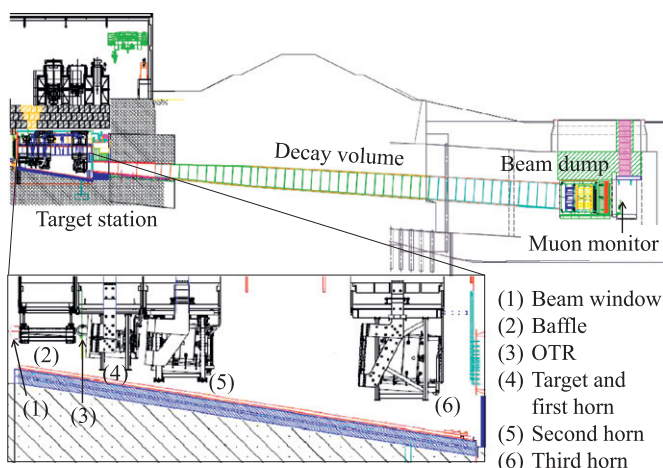 Decay volume
Beam dump
Target station
Muon monitor
(1) Beam window
(2) Baffle
(3) OTR
(4) Target and
first horn
(5) Second horn
(6) Third horn
(2)
(4)
(5)
(6)
(1)
(3)